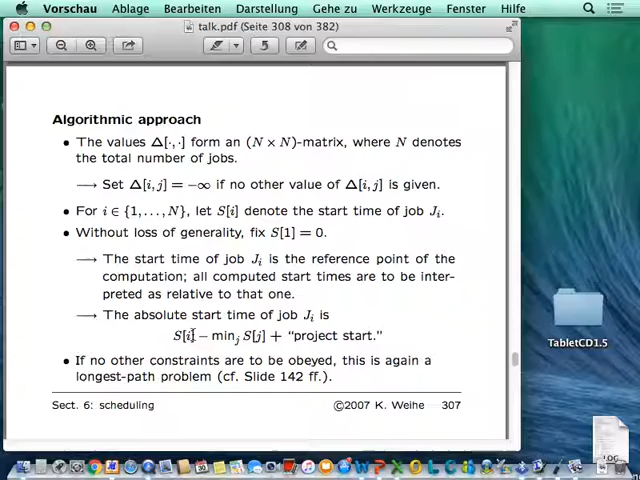 Vorschau Ablage Bearbeiten Darstellung Gehe zu Werkzeuge Fenster Hilfe
talk.pdf (Seite 308 von 382)
Algorithmic approach
• The values Δ[·,·] form an (N × N)-matrix, where N denotes
the total number of jobs.
⟶ Set Δ[i, j] = −∞ if no other value of Δ[i, j] is given.
• For i ∈ {1, . . . , N}, let S[i] denote the start time of job Jᵢ.
• Without loss of generality, fix S[1] = 0.
⟶ The start time of job Jᵢ is the reference point of the
computation; all computed start times are to be inter-
preted as relative to that one.
⟶ The absolute start time of job Jᵢ is
S[i] − minⱼ S[j] + “project start.”
• If no other constraints are to be obeyed, this is again a
longest-path problem (cf. Slide 142 ff.).
Sect. 6: scheduling ©2007 K. Weihe 307
TabletCD1.5
LOG